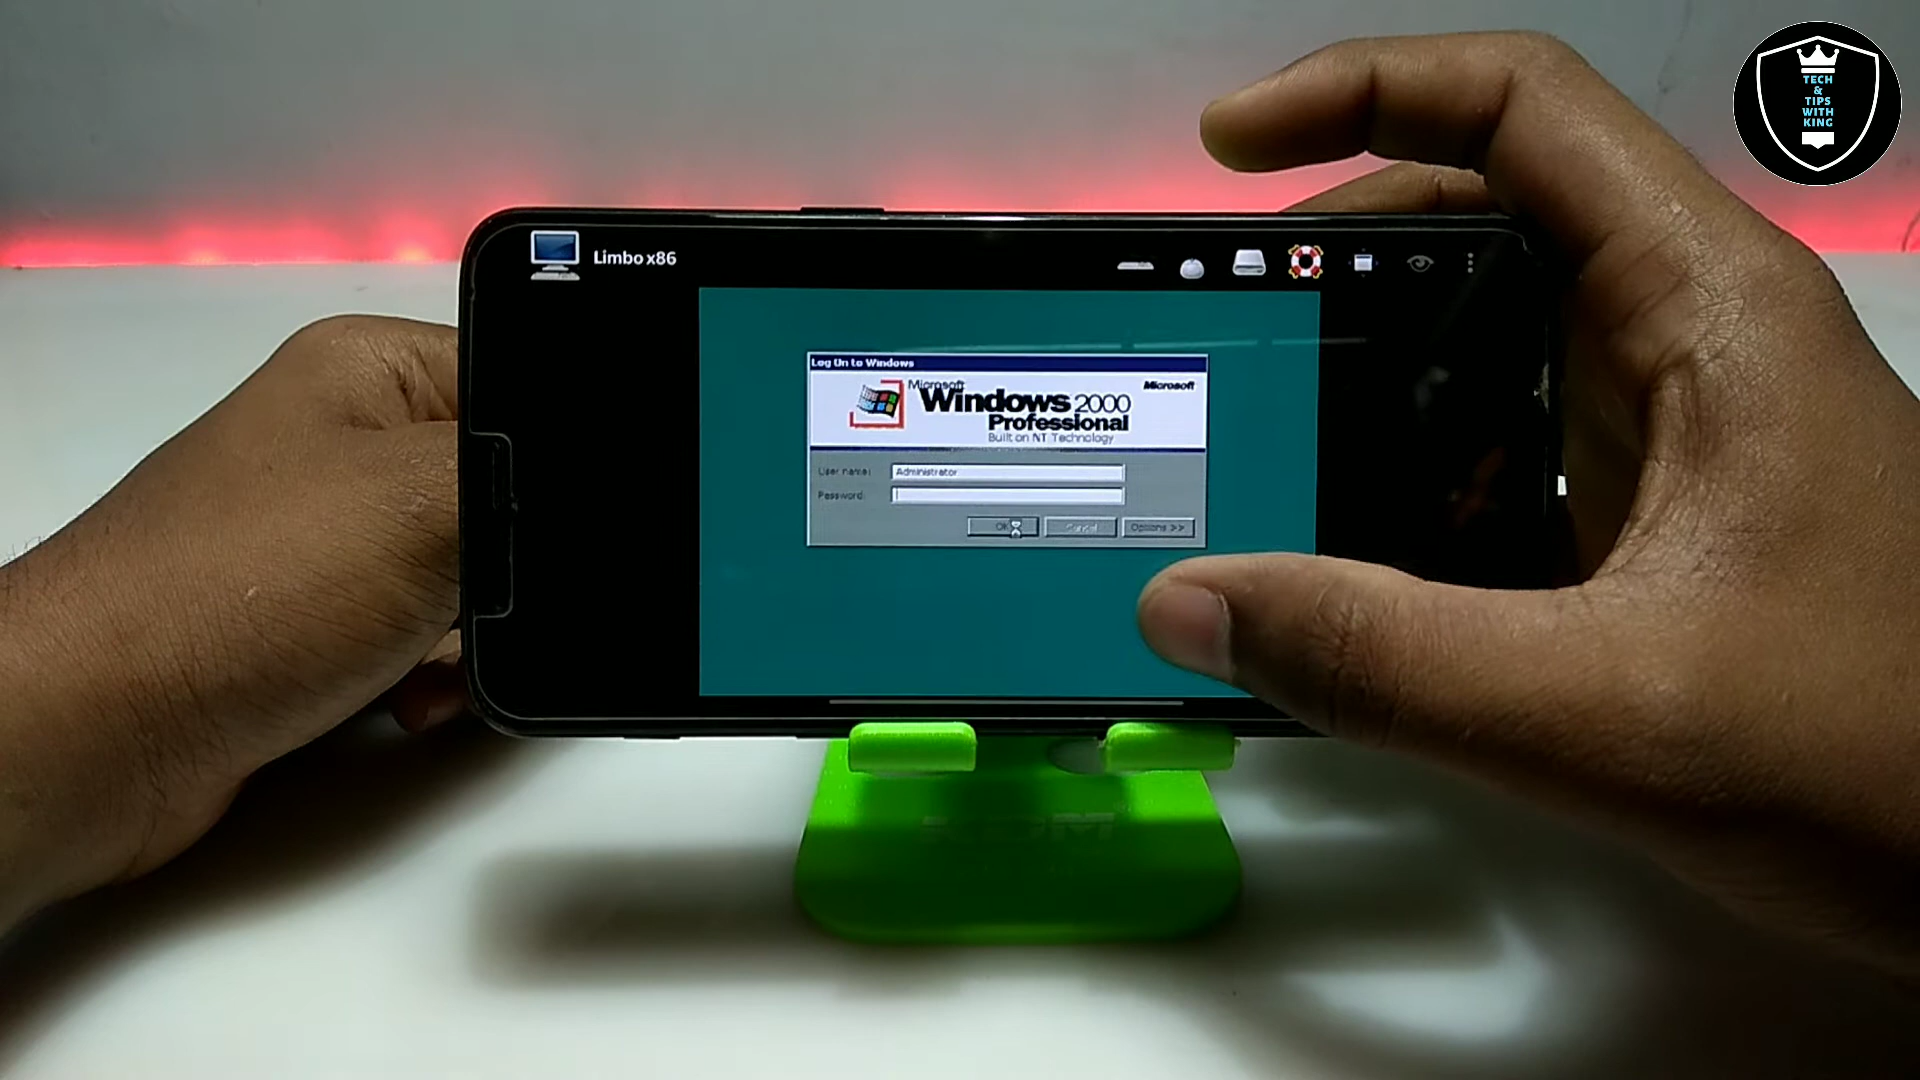 TECH
&
TIPS
WITH
KING
Limbo x86
Log On to Windows
Microsoft
Microsoft
Windows 2000
Professional
Built on NT Technology
User name: Administrator
Password:
OK Cancel Options >>